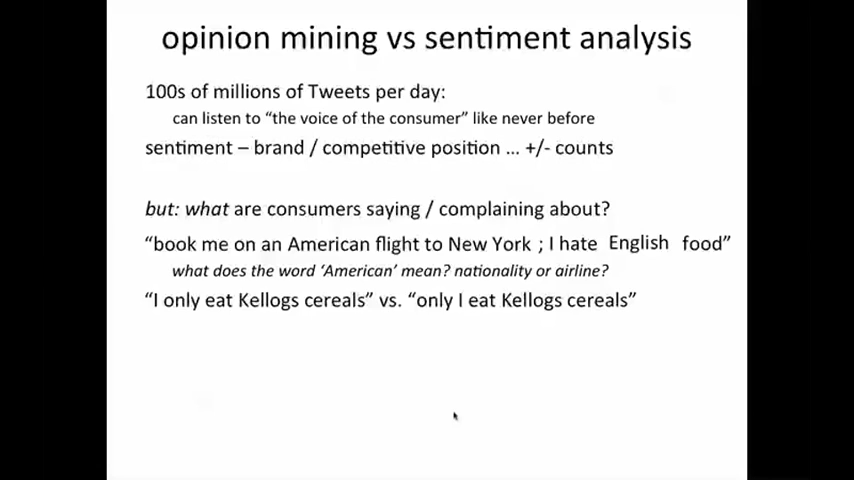 opinion mining vs sentiment analysis
100s of millions of Tweets per day:
can listen to “the voice of the consumer” like never before
sentiment – brand / competitive position ... +/- counts
but: what are consumers saying / complaining about?
“book me on an American flight to New York ; I hate English food”
what does the word ‘American’ mean? nationality or airline?
“I only eat Kellogs cereals” vs. “only I eat Kellogs cereals”